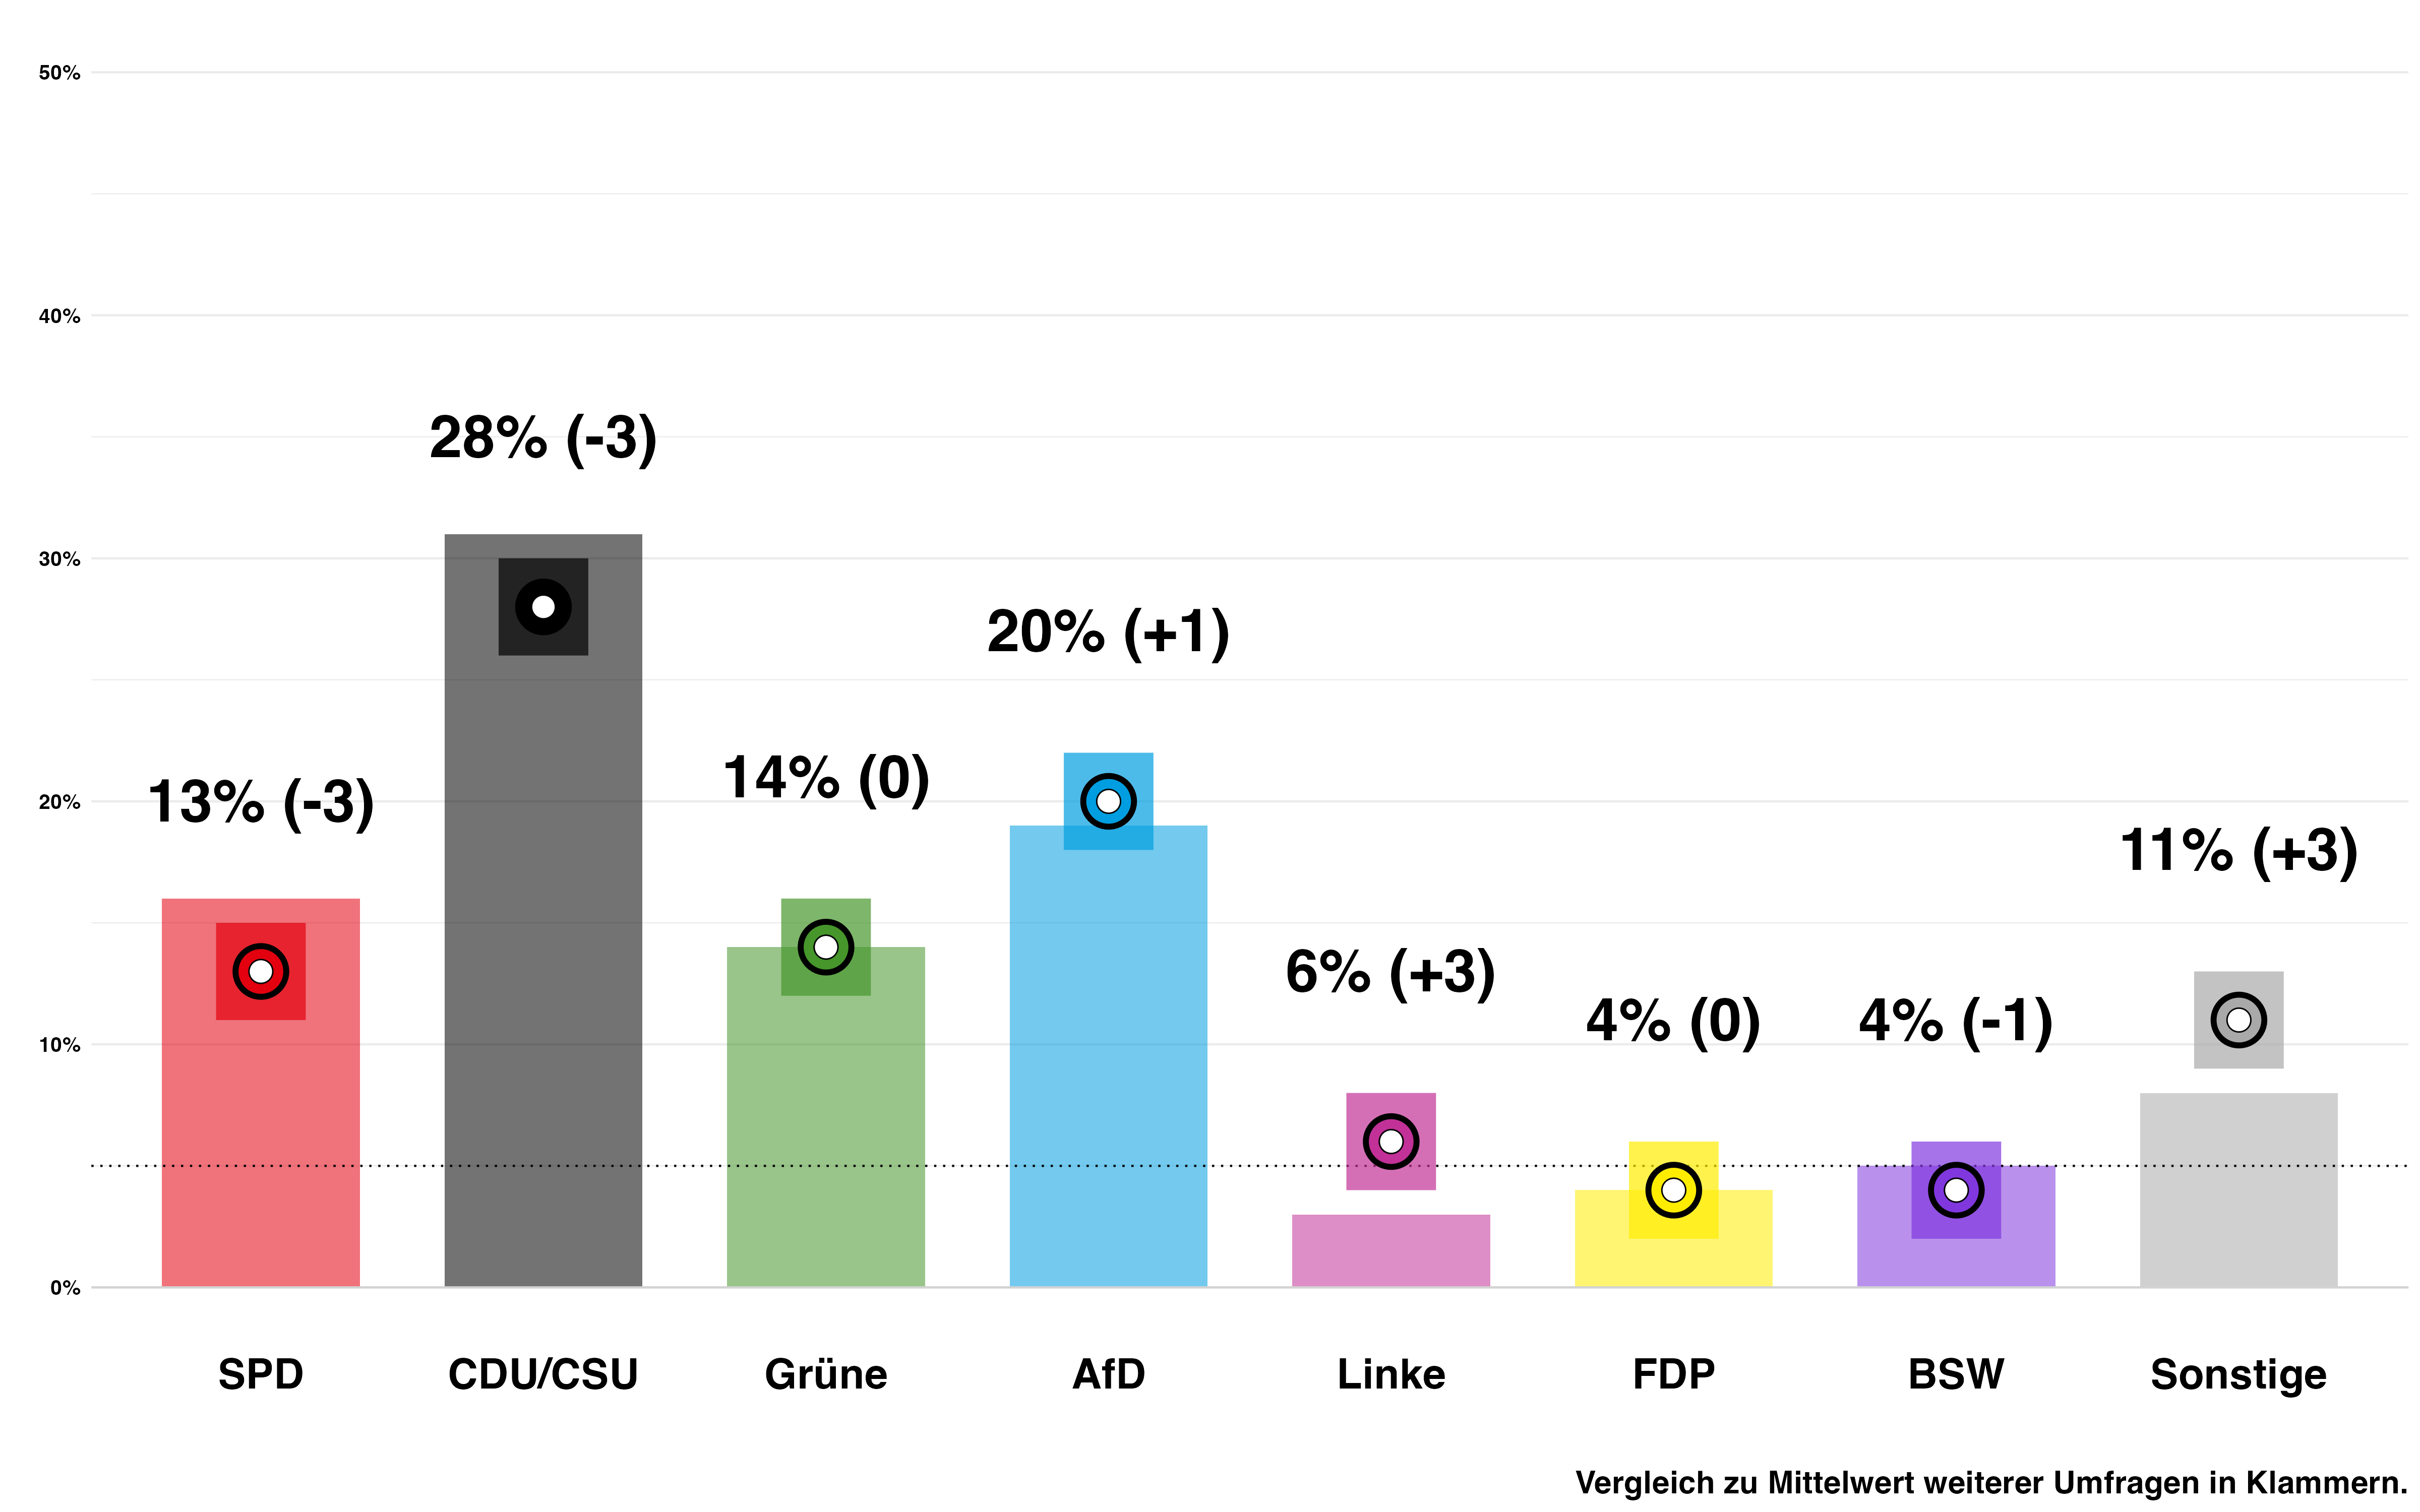 50%
40%
30%
20%
10%
0%
13% (-3)
28% (-3)
14% (0)
20% (+1)
6% (+3)
4% (0)
4% (-1)
11% (+3)
SPD
CDU/CSU
Grüne
AfD
Linke
FDP
BSW
Sonstige
Vergleich zu Mittelwert weiterer Umfragen in Klammern.